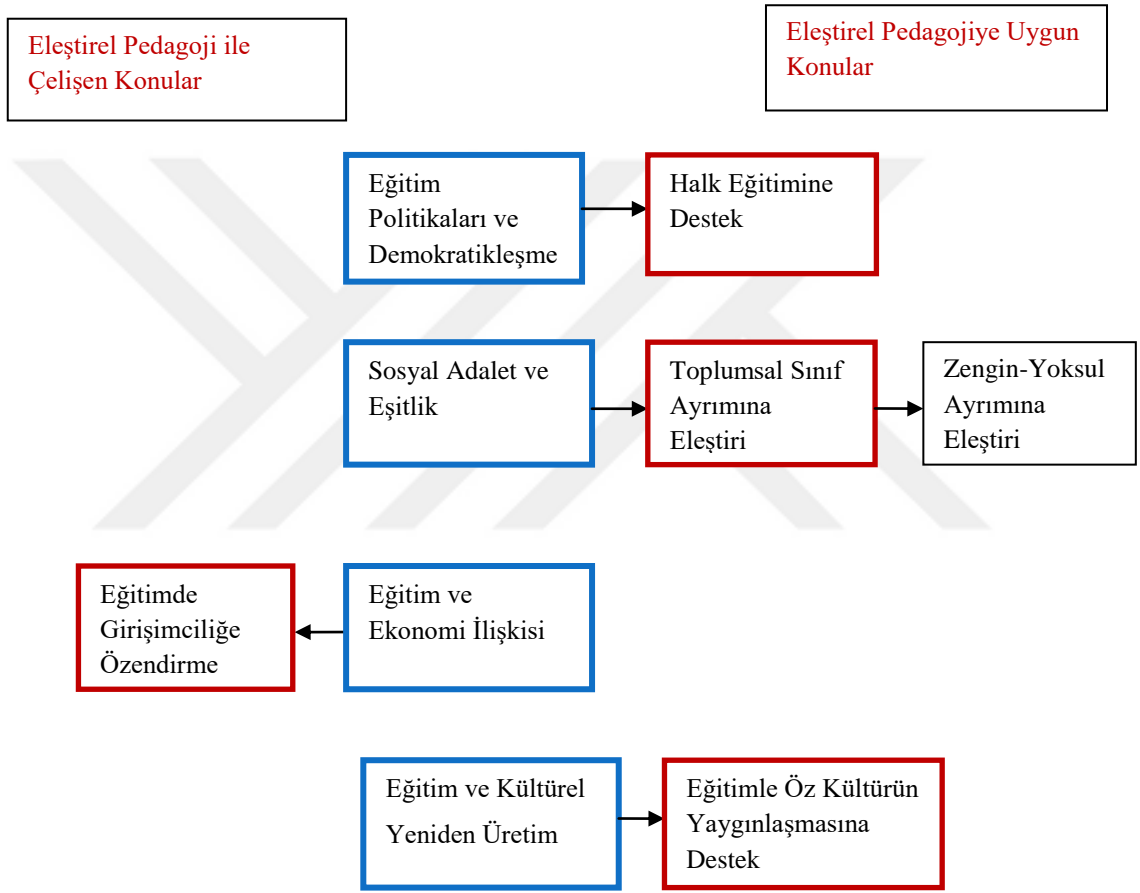 Eleştirel Pedagoji ile
Çelişen Konular
Eleştirel Pedagojiye Uygun
Konular
Eğitim
Politikaları ve
Demokratikleşme
Halk Eğitimine
Destek
Sosyal Adalet ve
Eşitlik
Toplumsal Sınıf
Ayrımına
Eleştiri
Zengin-Yoksul
Ayrımına
Eleştiri
Eğitimde
Girişimciliğe
Özendirme
Eğitim ve
Ekonomi İlişkisi
Eğitim ve Kültürel
Yeniden Üretim
Eğitimle Öz Kültürün
Yaygınlaşmasına
Destek